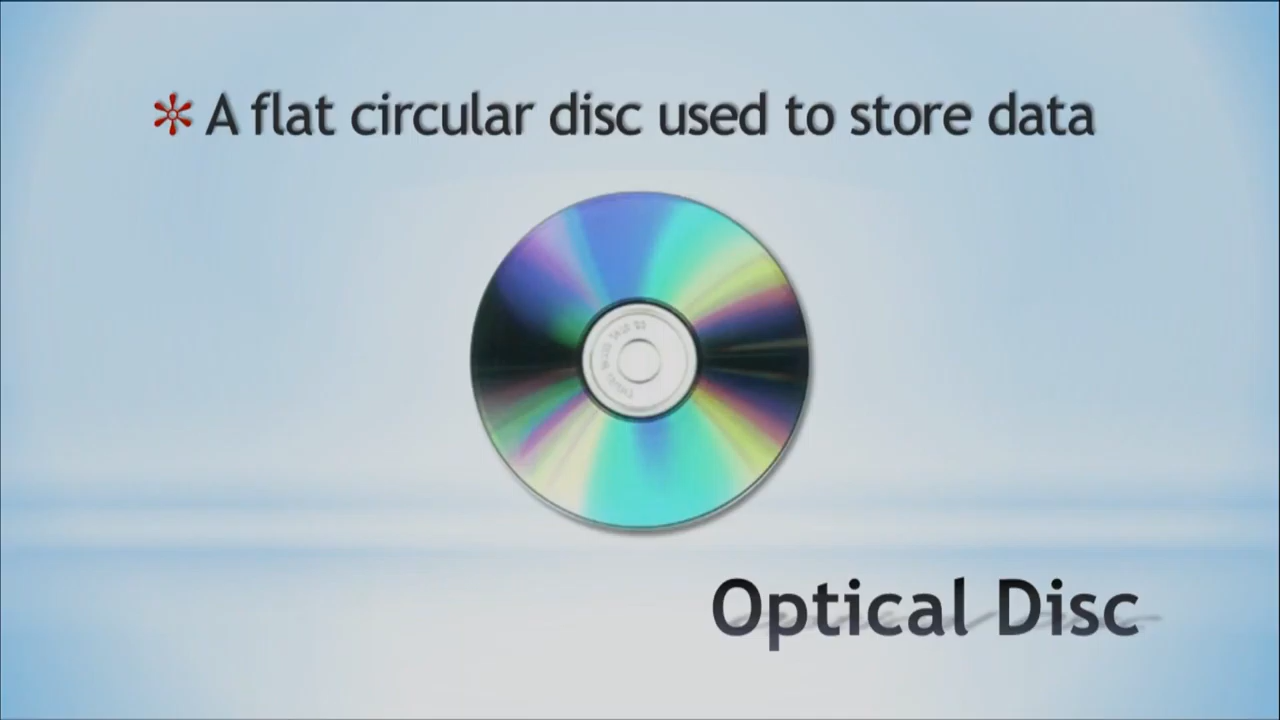 A flat circular disc used to store data
Optical Disc